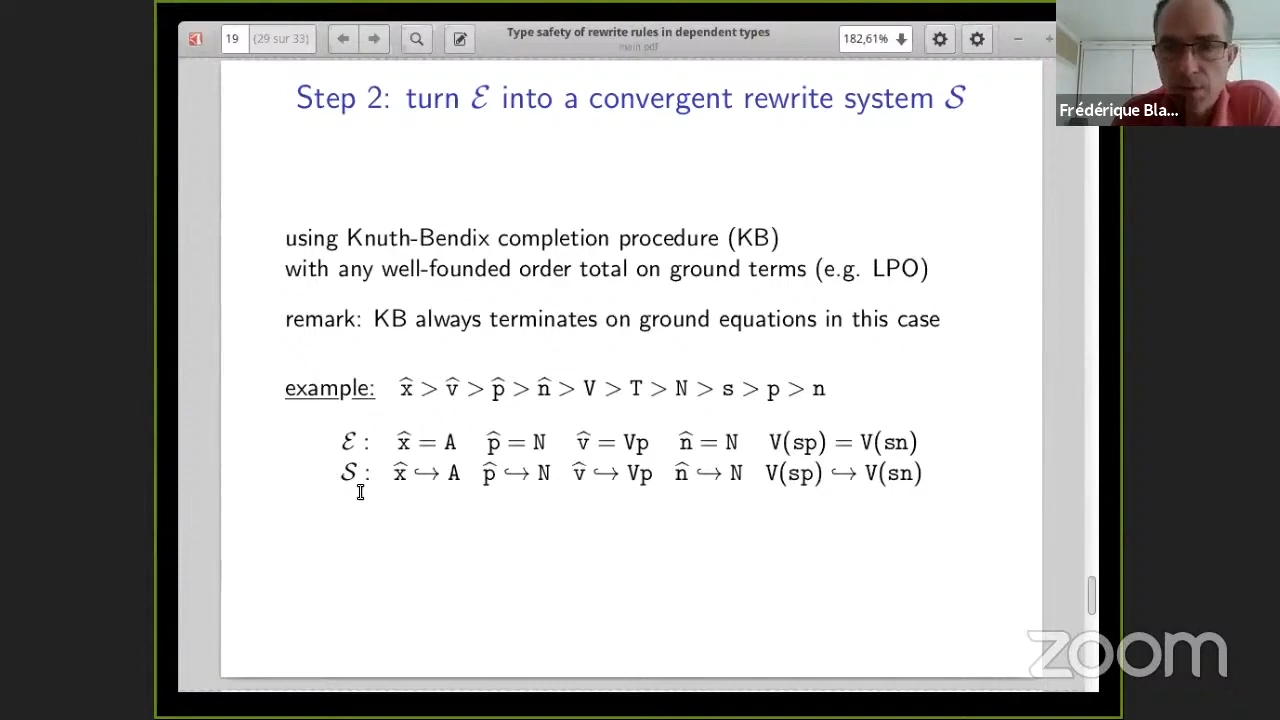 19 (29 sur 33)
Type safety of rewrite rules in dependent types
main.pdf
182,61%
Frédérique Bla...
Step 2: turn ℰ into a convergent rewrite system 𝒮
using Knuth-Bendix completion procedure (KB)
with any well-founded order total on ground terms (e.g. LPO)
remark: KB always terminates on ground equations in this case
example: x̂ > v̂ > p̂ > n̂ > V > T > N > s > p > n
ℰ : x̂ = A p̂ = N v̂ = Vp n̂ = N V(sp) = V(sn)
𝒮 : x̂ ↪ A p̂ ↪ N v̂ ↪ Vp n̂ ↪ N V(sp) ↪ V(sn)
zoom